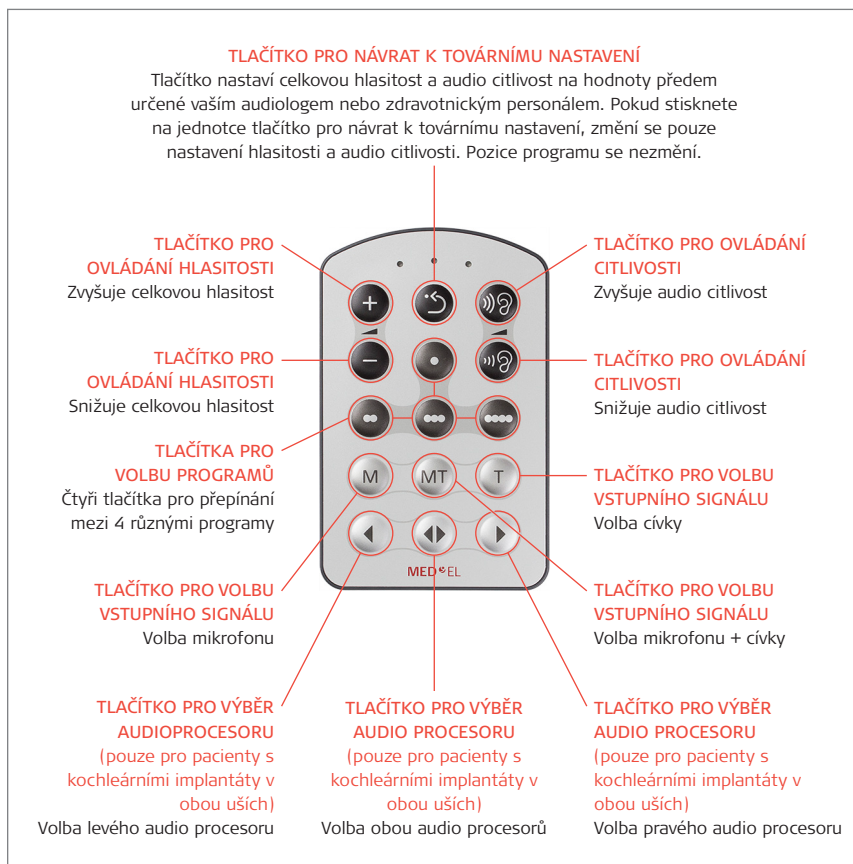 TLAČÍTKO PRO NÁVRAT K TOVÁRNÍMU NASTAVENÍ
Tlačítko nastaví celkovou hlasitost a audio citlivost na hodnoty předem
určené vaším audiologem nebo zdravotnickým personálem. Pokud stisknete
na jednotce tlačítko pro návrat k továrnímu nastavení, změní se pouze
nastavení hlasitosti a audio citlivosti. Pozice programu se nezmění.
TLAČÍTKO PRO
OVLÁDÁNÍ HLASITOSTI
Zvyšuje celkovou hlasitost
TLAČÍTKO PRO OVLÁDÁNÍ
CITLIVOSTI
Zvyšuje audio citlivost
TLAČÍTKO PRO
OVLÁDÁNÍ HLASITOSTI
Snižuje celkovou hlasitost
TLAČÍTKO PRO OVLÁDÁNÍ
CITLIVOSTI
Snižuje audio citlivost
TLAČÍTKA PRO
VOLBU PROGRAMŮ
Čtyři tlačítka pro přepínání
mezi 4 různými programy
M MT T
TLAČÍTKO PRO VOLBU
VSTUPNÍHO SIGNÁLU
Volba cívky
MED EL
TLAČÍTKO PRO VOLBU
VSTUPNÍHO SIGNÁLU
Volba mikrofonu
TLAČÍTKO PRO VOLBU
VSTUPNÍHO SIGNÁLU
Volba mikrofonu + cívky
TLAČÍTKO PRO VÝBĚR
AUDIOPROCESORU
(pouze pro pacienty s
kochleárními implantáty v
obou uších)
Volba levého audio procesoru
TLAČÍTKO PRO VÝBĚR
AUDIO PROCESORU
(pouze pro pacienty s
kochleárními implantáty v
obou uších)
Volba obou audio procesorů
TLAČÍTKO PRO VÝBĚR
AUDIO PROCESORU
(pouze pro pacienty s
kochleárními implantáty v
obou uších)
Volba pravého audio procesoru